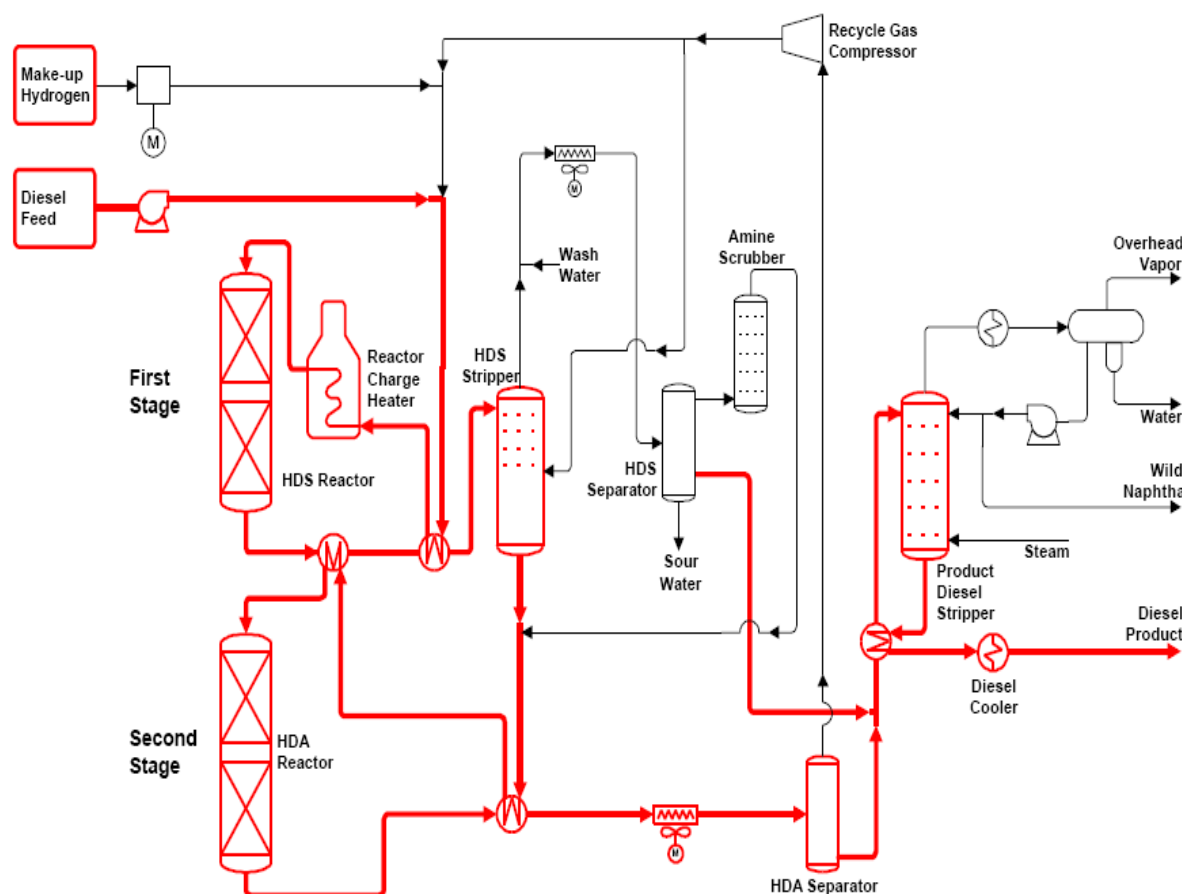 Recycle Gas
Compressor
Make-up
Hydrogen
M
Diesel
Feed
M
Wash
Water
Amine
Scrubber
Overhead
Vapor
First
Stage
Reactor
Charge
Heater
HDS
Stripper
HDS Reactor
HDS
Separator
Sour
Water
Water
Wild
Naphtha
Steam
Product
Diesel
Stripper
Diesel
Product
Diesel
Cooler
Second
Stage
HDA
Reactor
M
HDA Separator